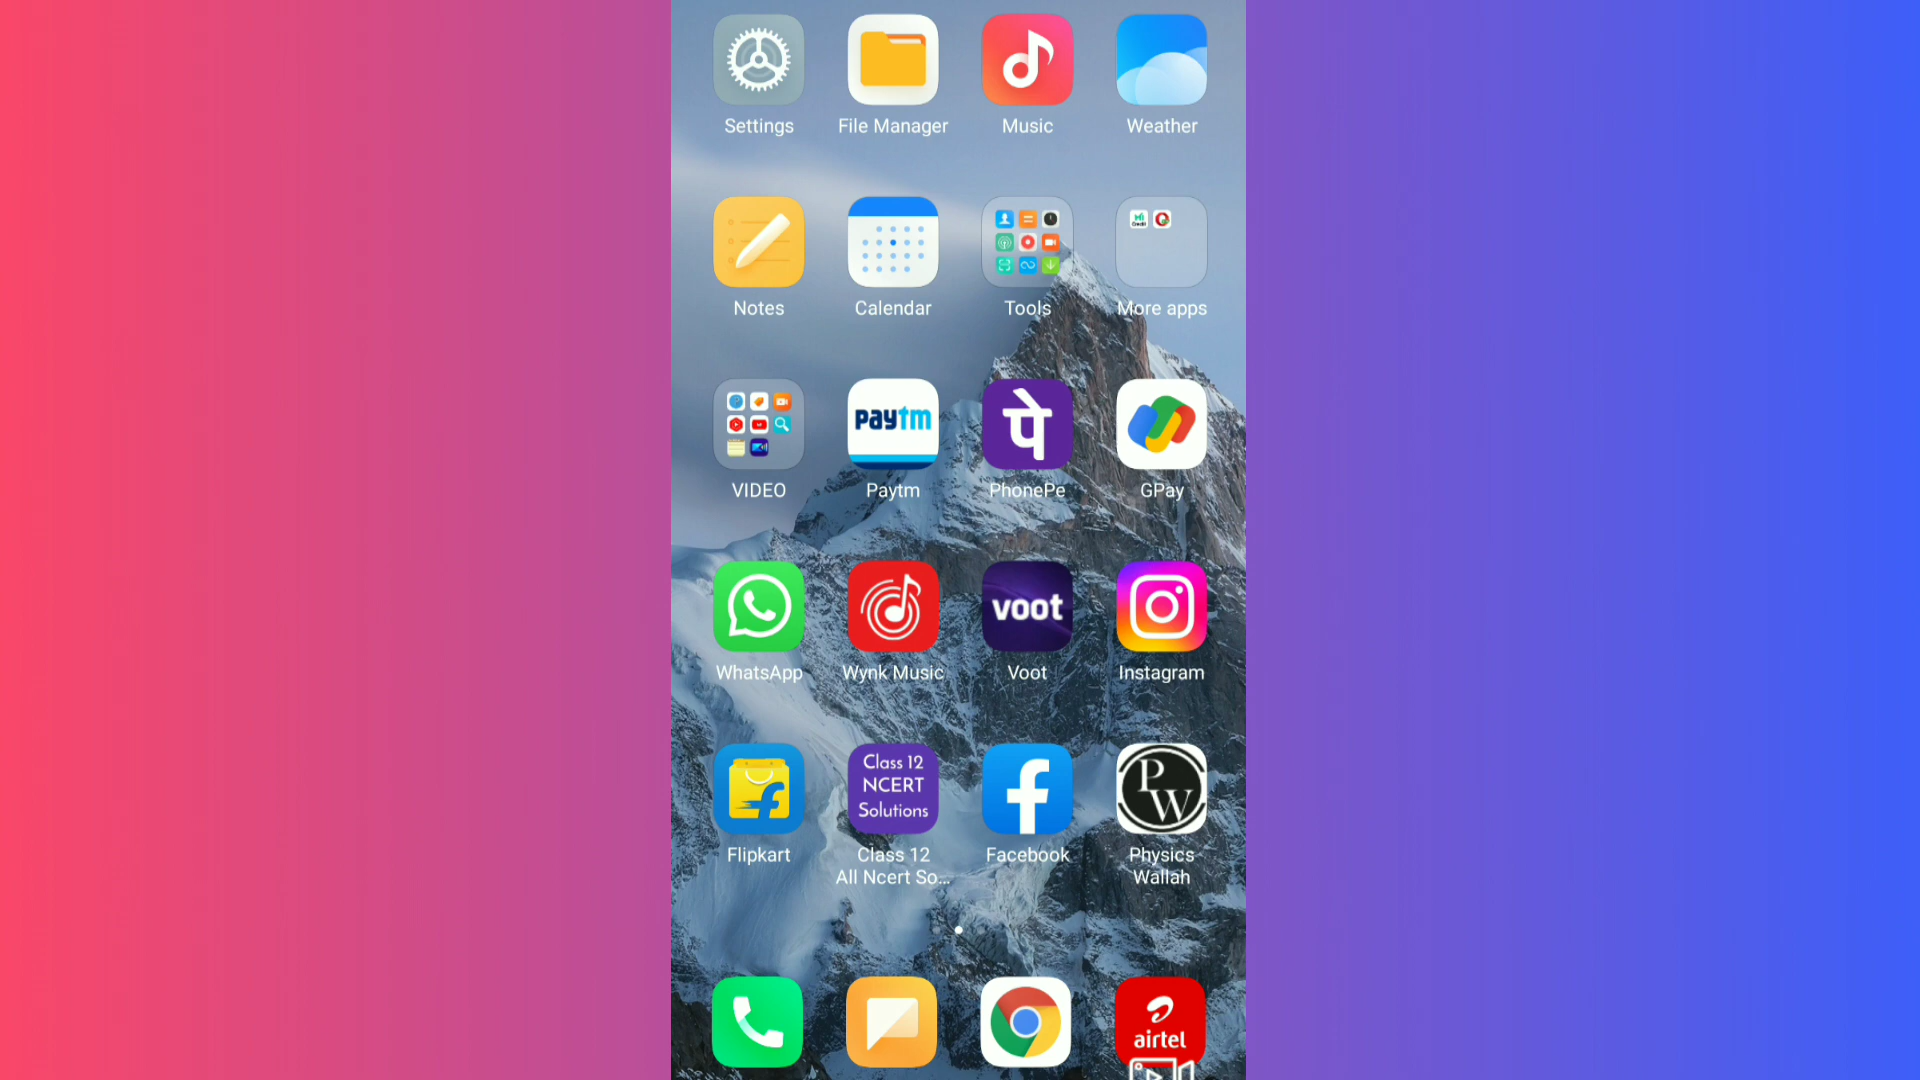 Settings
File Manager
Music
Weather
Notes
Calendar
Tools
More apps
paytm
पे
VIDEO
Paytm
PhonePe
GPay
voot
WhatsApp
Wynk Music
Voot
Instagram
Class 12
NCERT
Solutions
PW
Flipkart
Class 12
All Ncert So...
Facebook
Physics
Wallah
airtel